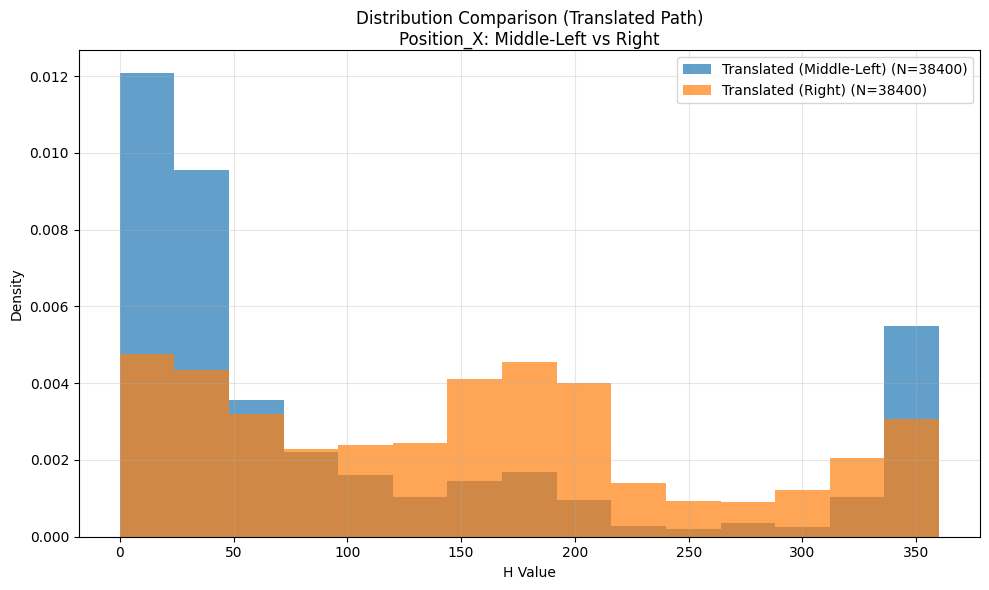 Distribution Comparison (Translated Path)
Position_X: Middle-Left vs Right
Translated (Middle-Left) (N=38400)
Translated (Right) (N=38400)
Density
0.012
0.010
0.008
0.006
0.004
0.002
0.000
0 50 100 150 200 250 300 350
H Value